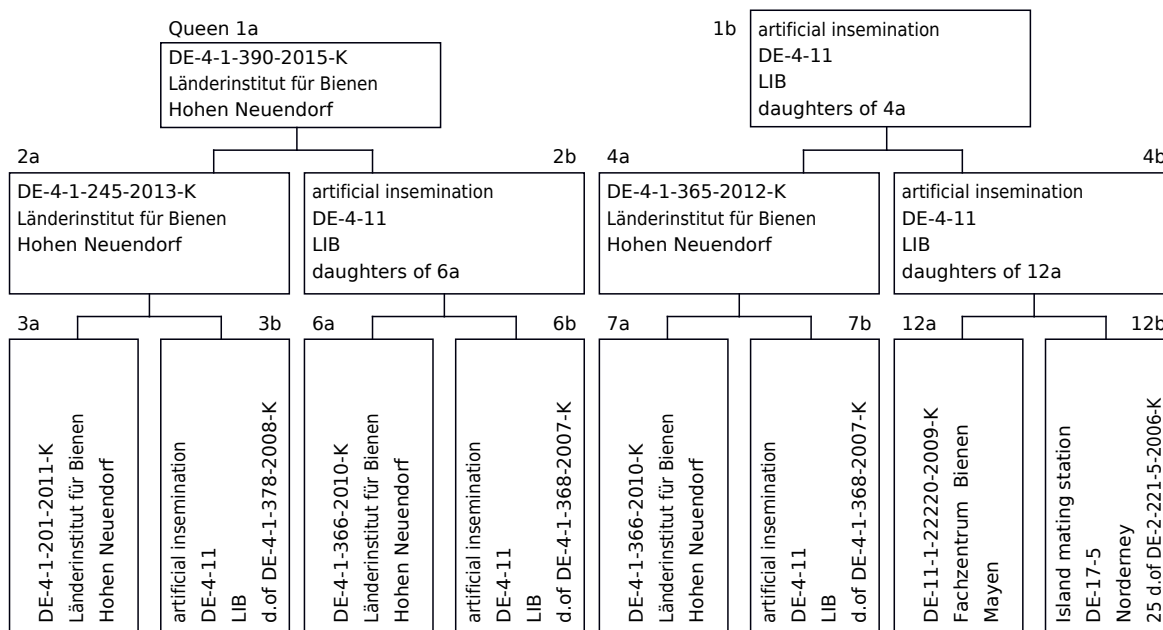 Queen 1a
DE-4-1-390-2015-K
Länderinstitut für Bienen
Hohen Neuendorf
1b
artificial insemination
DE-4-11
LIB
daughters of 4a
2a
DE-4-1-245-2013-K
Länderinstitut für Bienen
Hohen Neuendorf
2b
artificial insemination
DE-4-11
LIB
daughters of 6a
4a
DE-4-1-365-2012-K
Länderinstitut für Bienen
Hohen Neuendorf
4b
artificial insemination
DE-4-11
LIB
daughters of 12a
3a
DE-4-1-201-2011-K
Länderinstitut für Bienen
Hohen Neuendorf
3b
artificial insemination
DE-4-11
LIB
d.of DE-4-1-378-2008-K
6a
DE-4-1-366-2010-K
Länderinstitut für Bienen
Hohen Neuendorf
6b
artificial insemination
DE-4-11
LIB
d.of DE-4-1-368-2007-K
7a
DE-4-1-366-2010-K
Länderinstitut für Bienen
Hohen Neuendorf
7b
artificial insemination
DE-4-11
LIB
d.of DE-4-1-368-2007-K
12a
DE-11-1-22220-2009-K
Fachzentrum Bienen
Mayen
12b
Island mating station
DE-17-5
Norderney
25 d.of DE-2-221-5-2006-K